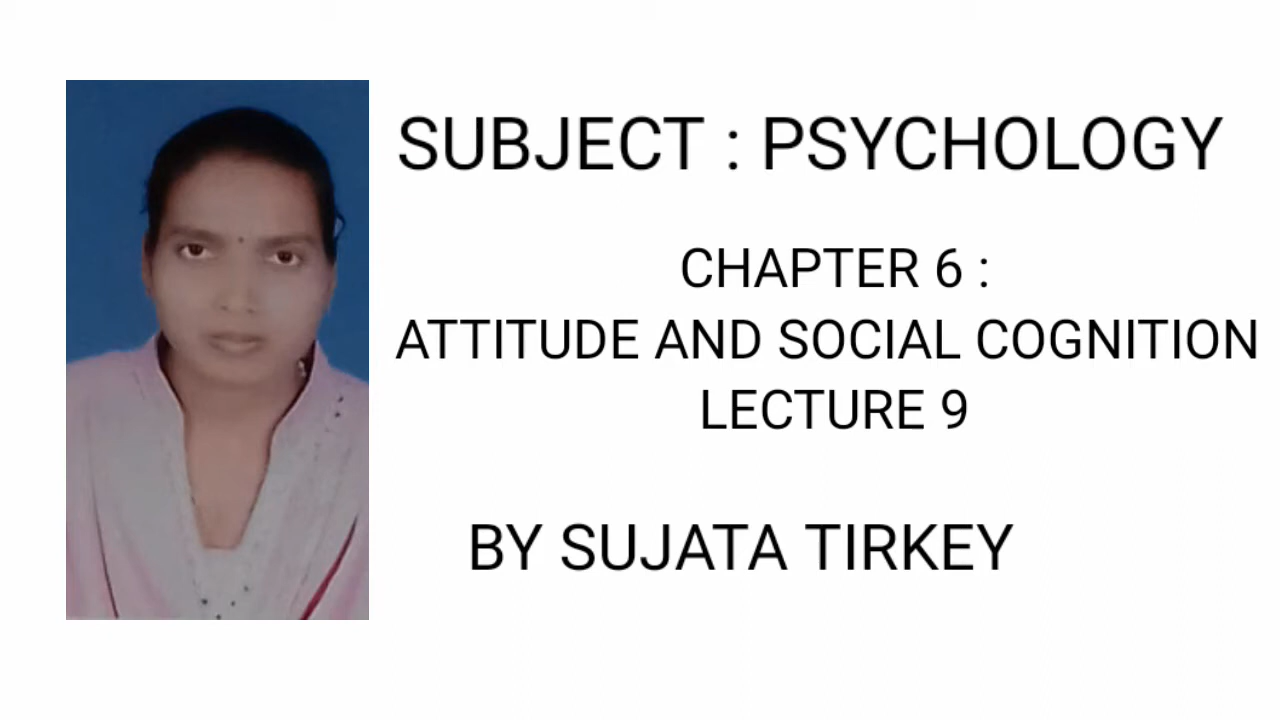 SUBJECT : PSYCHOLOGY
CHAPTER 6 :
ATTITUDE AND SOCIAL COGNITION
LECTURE 9
BY SUJATA TIRKEY